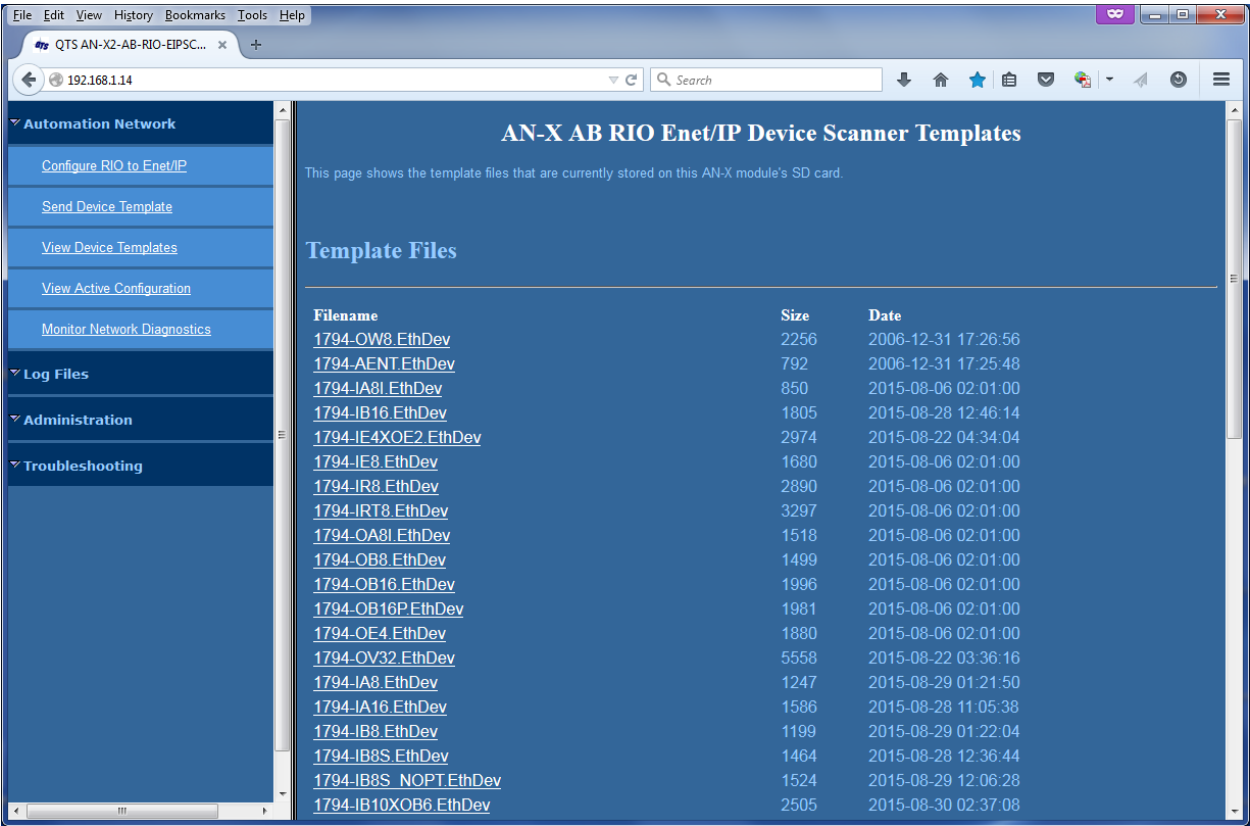 File Edit View History Bookmarks Tools Help
QTS AN-X2-AB-RIO-EIPSC... × +
192.168.1.14 Search
Automation Network
Configure RIO to Enet/IP
Send Device Template
View Device Templates
View Active Configuration
Monitor Network Diagnostics
Log Files
Administration
Troubleshooting
AN-X AB RIO Enet/IP Device Scanner Templates
This page shows the template files that are currently stored on this AN-X module's SD card.
Template Files
Filename Size Date
1794-OW8.EthDev 2256 2006-12-31 17:26:56
1794-AENT.EthDev 792 2006-12-31 17:25:48
1794-IA8I.EthDev 850 2015-08-06 02:01:00
1794-IB16.EthDev 1805 2015-08-28 12:46:14
1794-IE4XOE2.EthDev 2974 2015-08-22 04:34:04
1794-IE8.EthDev 1680 2015-08-06 02:01:00
1794-IR8.EthDev 2890 2015-08-06 02:01:00
1794-IRT8.EthDev 3297 2015-08-06 02:01:00
1794-OA8I.EthDev 1518 2015-08-06 02:01:00
1794-OB8.EthDev 1499 2015-08-06 02:01:00
1794-OB16.EthDev 1996 2015-08-06 02:01:00
1794-OB16P.EthDev 1981 2015-08-06 02:01:00
1794-OE4.EthDev 1880 2015-08-06 02:01:00
1794-OV32.EthDev 5558 2015-08-22 03:36:16
1794-IA8.EthDev 1247 2015-08-29 01:21:50
1794-IA16.EthDev 1586 2015-08-28 11:05:38
1794-IB8.EthDev 1199 2015-08-29 01:22:04
1794-IB8S.EthDev 1464 2015-08-28 12:36:44
1794-IB8S_NOPT.EthDev 1524 2015-08-29 12:06:28
1794-IB10XOB6.EthDev 2505 2015-08-30 02:37:08